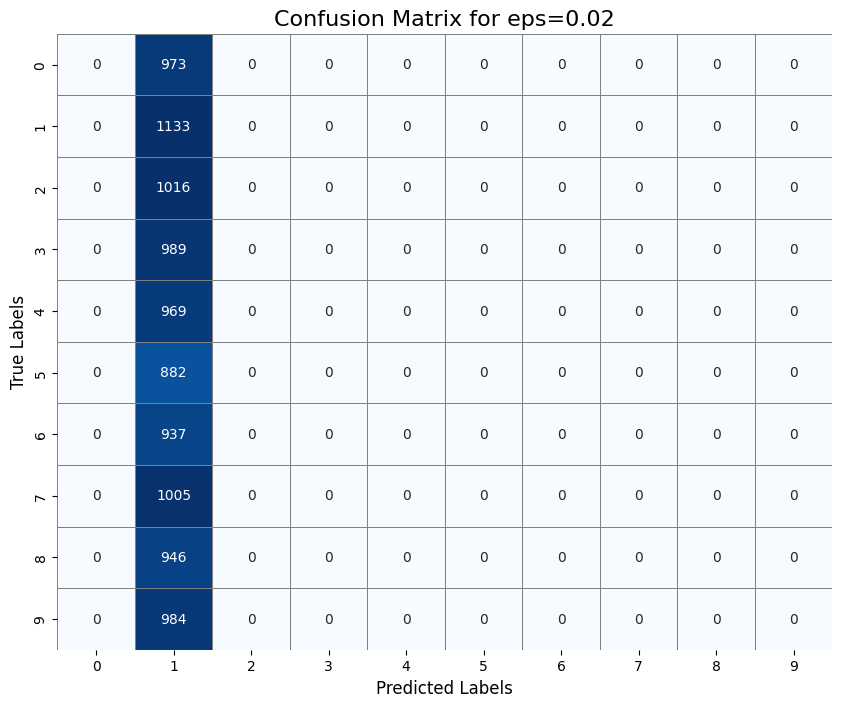 Confusion Matrix for eps=0.02
True Labels
0 0 973 0 0 0 0 0 0 0 0
1 0 1133 0 0 0 0 0 0 0 0
2 0 1016 0 0 0 0 0 0 0 0
3 0 989 0 0 0 0 0 0 0 0
4 0 969 0 0 0 0 0 0 0 0
5 0 882 0 0 0 0 0 0 0 0
6 0 937 0 0 0 0 0 0 0 0
7 0 1005 0 0 0 0 0 0 0 0
8 0 946 0 0 0 0 0 0 0 0
9 0 984 0 0 0 0 0 0 0 0
0 1 2 3 4 5 6 7 8 9
Predicted Labels